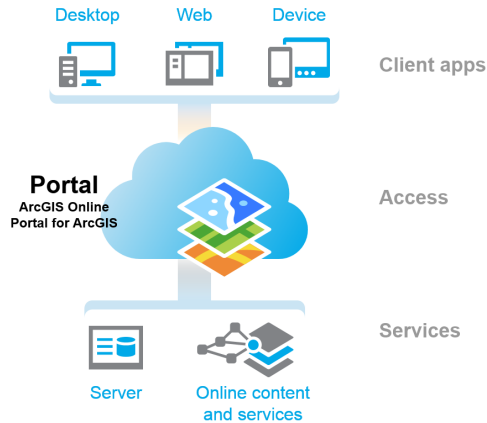 Desktop
Web
Device
Client apps
Portal
ArcGIS Online
Portal for ArcGIS
Access
Services
Server
Online content
and services